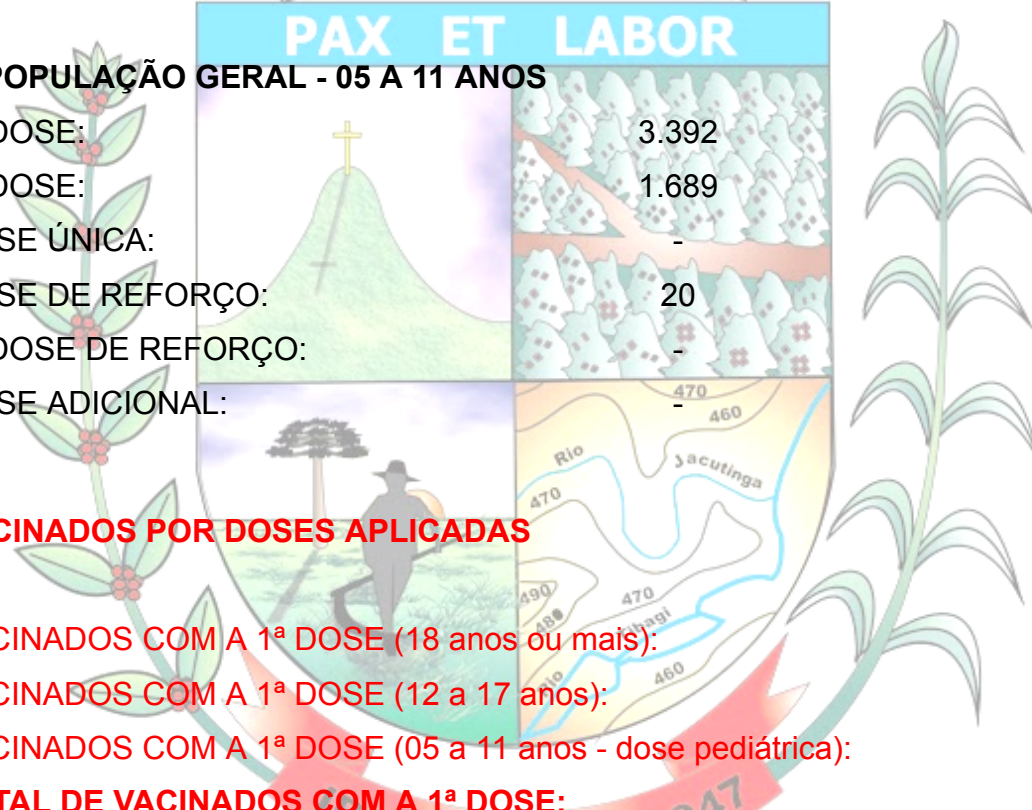 PAX ET LABOR
POPULAÇÃO GERAL - 05 A 11 ANOS
DOSE: 3.392
DOSE: 1.689
SE ÚNICA: -
SE DE REFORÇO: 20
DOSE DE REFORÇO: -
SE ADICIONAL: -
470
460
Rio Jacutinga
470
CINADOS POR DOSES APLICADAS
490
470
480
CINADOS COM A 1ª DOSE (18 anos ou mais):
460
CINADOS COM A 1ª DOSE (12 a 17 anos):
CINADOS COM A 1ª DOSE (05 a 11 anos - dose pediátrica):
TAL DE VACINADOS COM A 1ª DOSE:
947